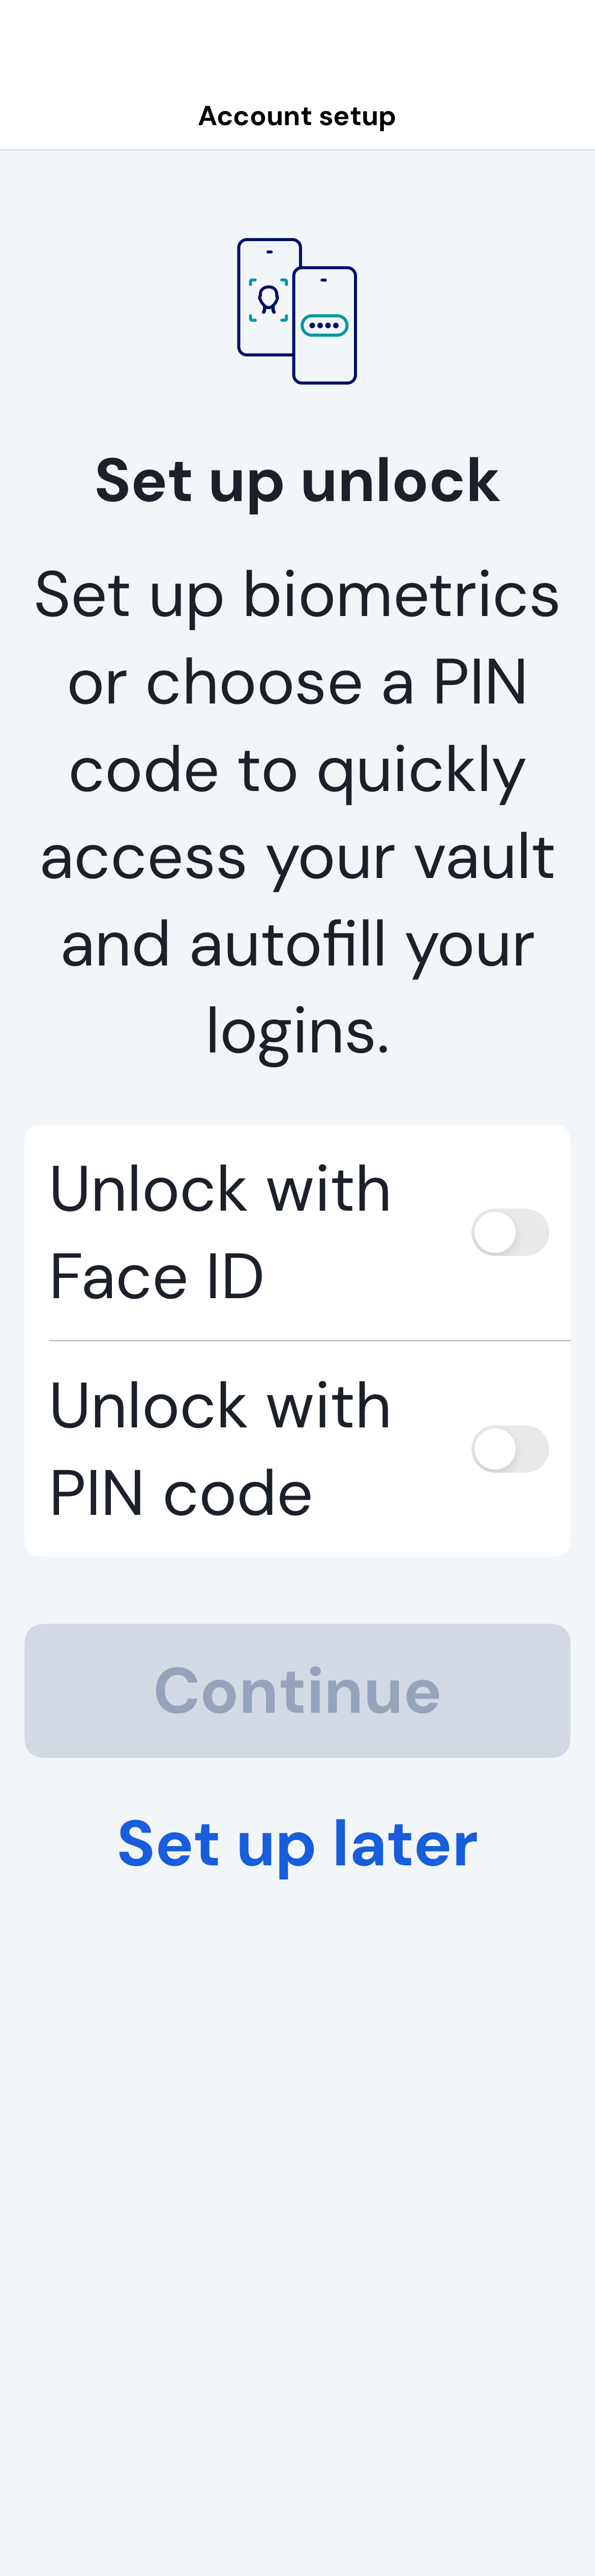 Account setup
Set up unlock
Set up biometrics
or choose a PIN
code to quickly
access your vault
and autofill your
logins.
Unlock with
Face ID
Unlock with
PIN code
Continue
Set up later